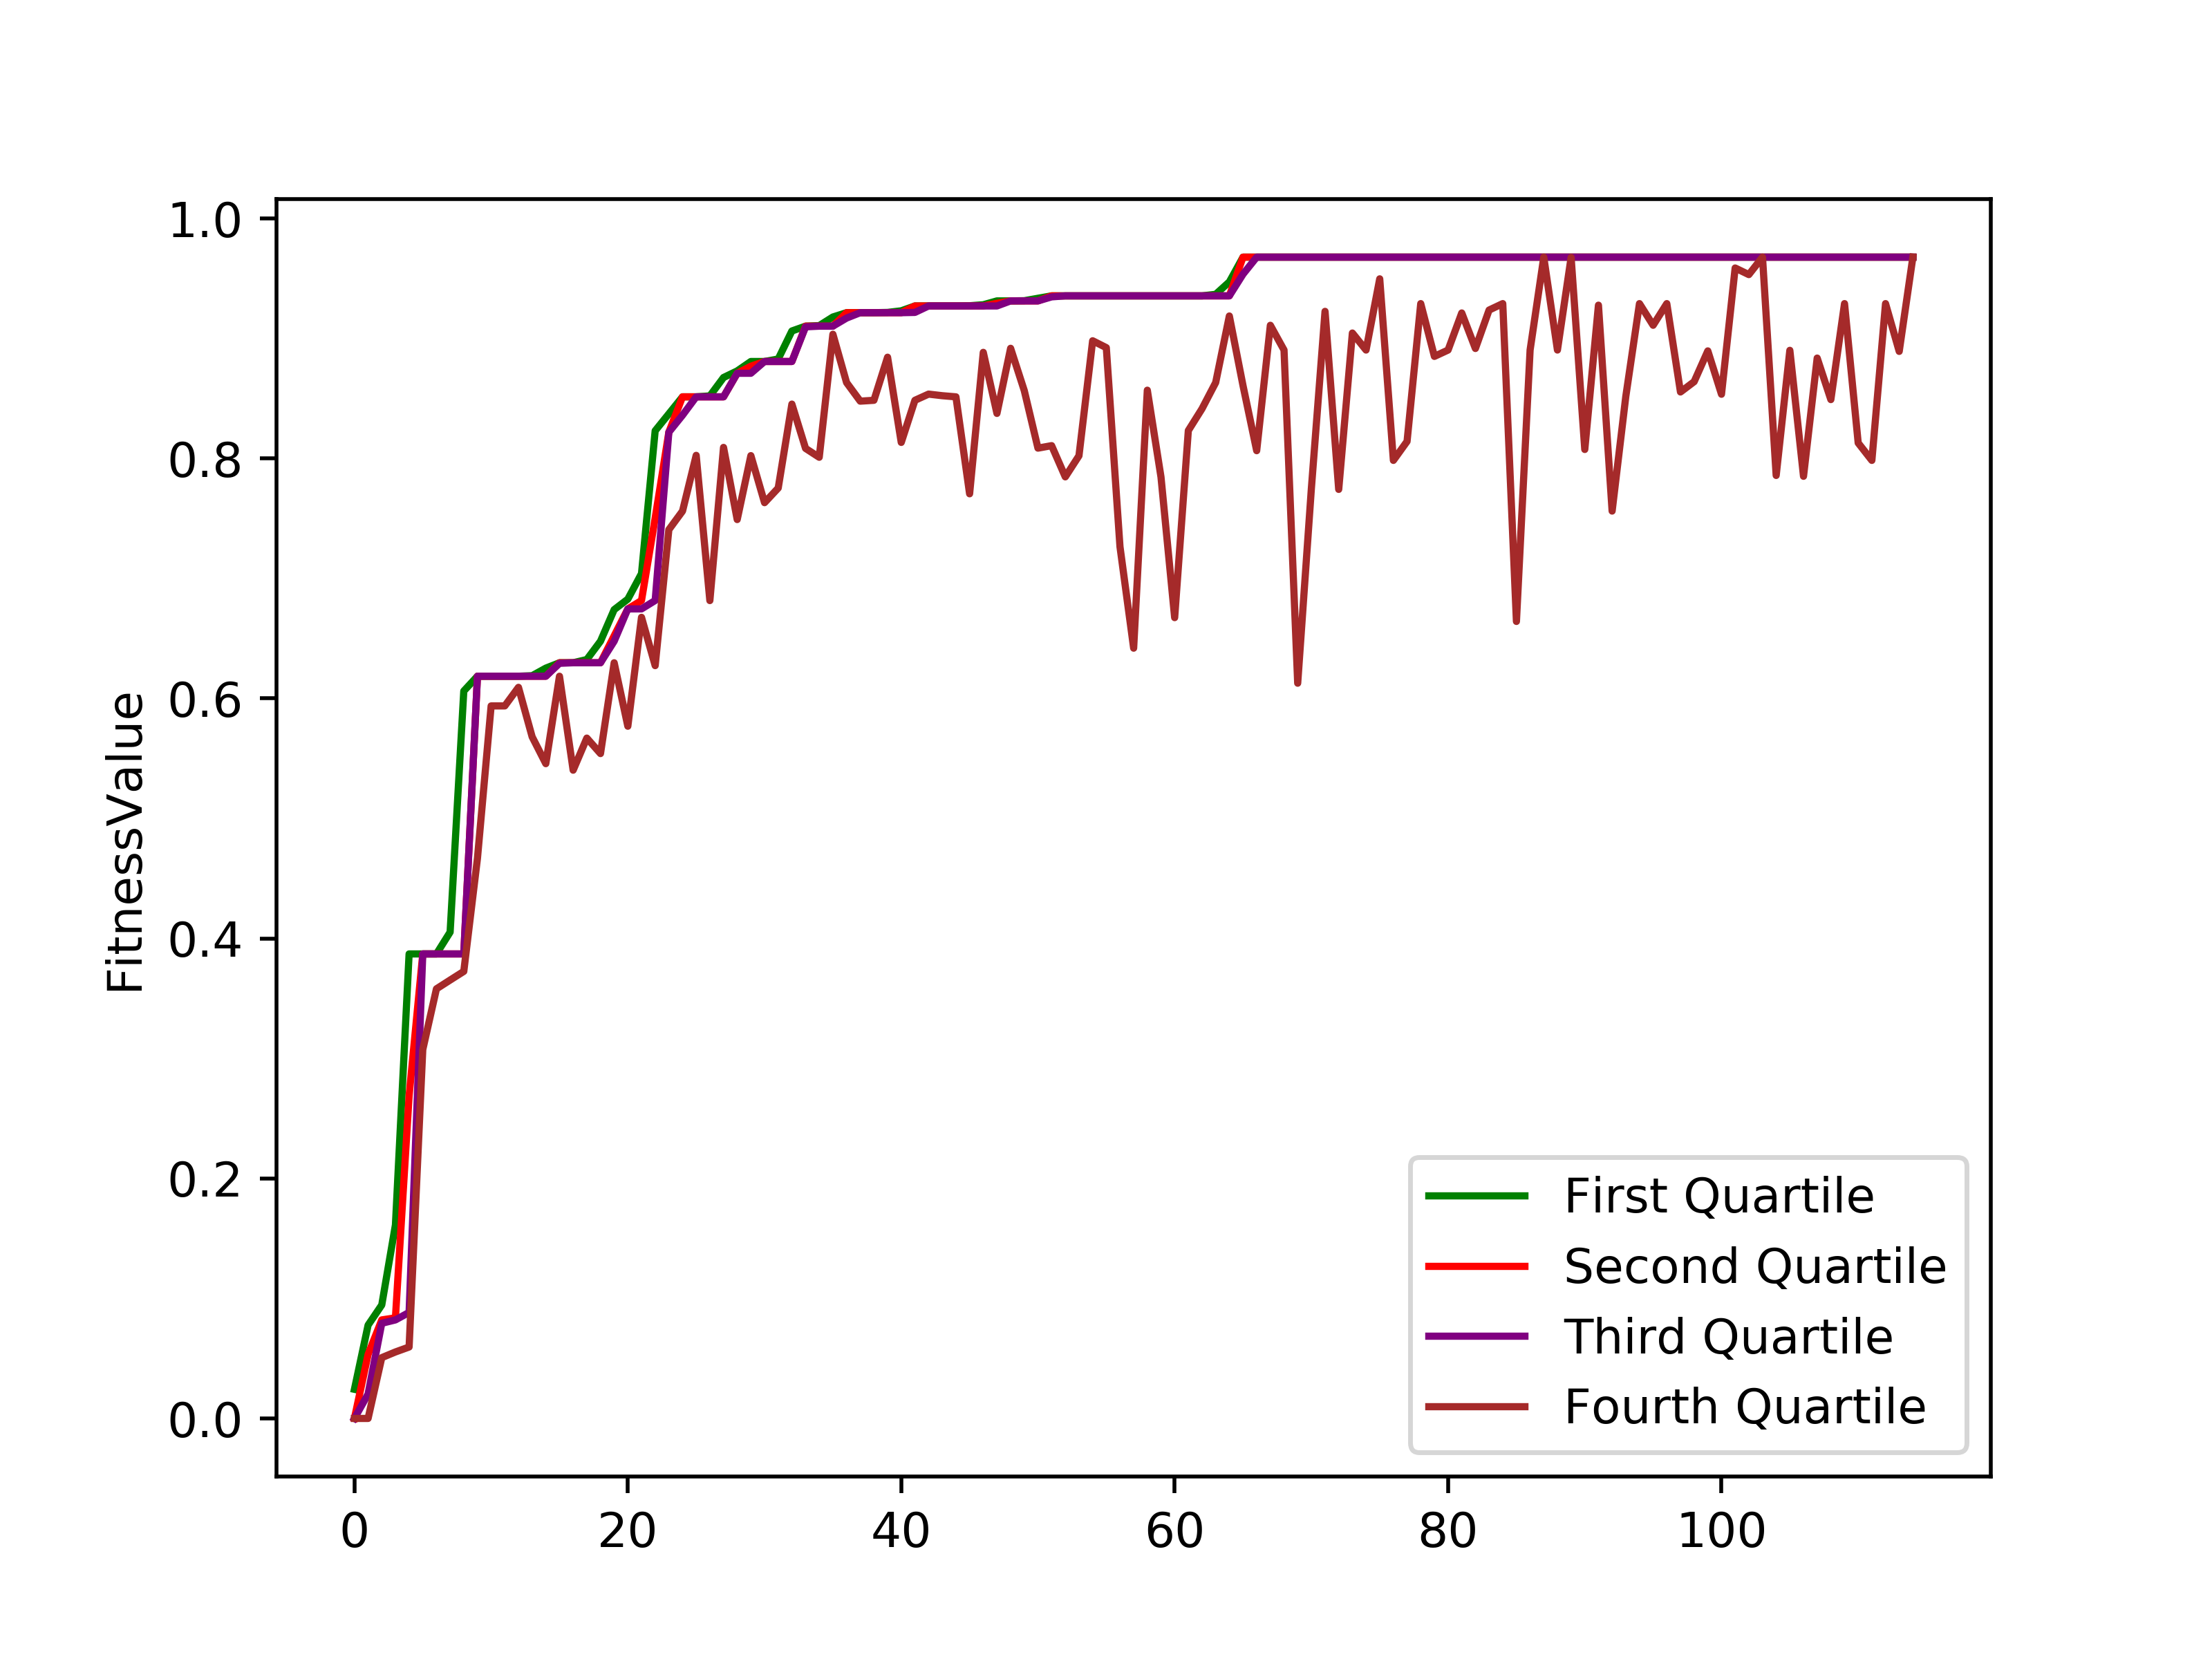 1.0
0.8
0.6
0.4
0.2
0.0
FitnessValue
0 20 40 60 80 100
First Quartile
Second Quartile
Third Quartile
Fourth Quartile